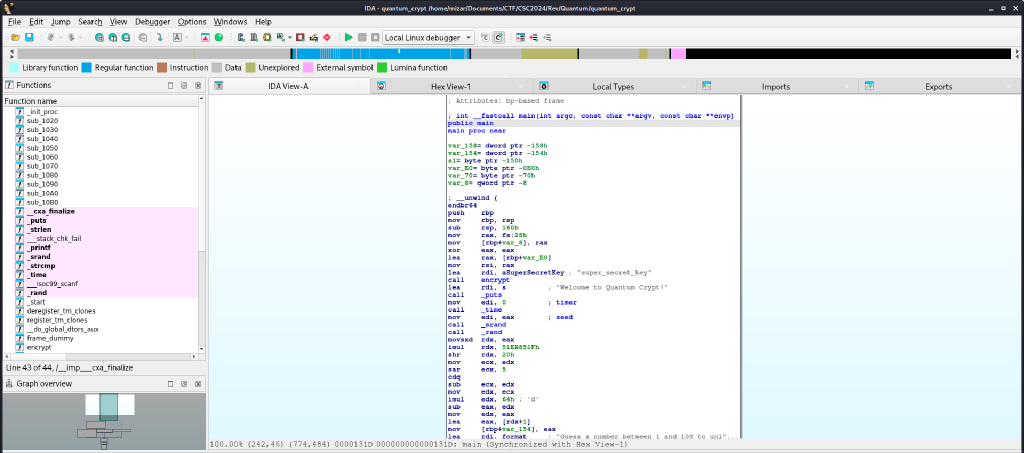 IDA - quantum_crypt /home/mizar/Documents/CTF/CSC2024/Rev/Quantum/quantum_crypt
File Edit Jump Search View Debugger Options Windows Help
Local Linux debugger
Library function Regular function Instruction Data Unexplored External symbol Lumina function
Functions
IDA View-A Hex View-1 Local Types Imports Exports
Function name
_init_proc
sub_1020
sub_1030
sub_1040
sub_1050
sub_1060
sub_1070
sub_1080
sub_1090
sub_10A0
sub_10B0
__cxa_finalize
_puts
_strlen
___stack_chk_fail
_printf
_srand
_strcmp
_time
___isoc99_scanf
_rand
_start
deregister_tm_clones
register_tm_clones
__do_global_dtors_aux
frame_dummy
encrypt
Line 43 of 44, /__imp___cxa_finalize
Graph overview
; Attributes: bp-based frame
; int __fastcall main(int argc, const char **argv, const char **envp)
public main
main proc near
var_158= dword ptr -158h
var_154= dword ptr -154h
s1= byte ptr -150h
var_E0= byte ptr -0E0h
var_70= byte ptr -70h
var_8= qword ptr -8
; __unwind {
endbr64
push rbp
mov rbp, rsp
sub rsp, 160h
mov rax, fs:28h
mov [rbp+var_8], rax
xor eax, eax
lea rax, [rbp+var_E0]
mov rsi, rax
lea rdi, aSuperSecretKey ; "super_secret_key"
call encrypt
lea rdi, s ; "Welcome to Quantum Crypt!"
call _puts
mov edi, 0 ; timer
call _time
mov edi, eax ; seed
call _srand
call _rand
movsxd rdx, eax
imul rdx, 51EB851Fh
shr rdx, 20h
mov ecx, edx
sar ecx, 5
cdq
sub ecx, edx
mov edx, ecx
imul edx, 64h ; 'd'
sub eax, edx
mov edx, eax
lea eax, [rdx+1]
mov [rbp+var_154], eax
lea rdi, format ; "Guess a number between 1 and 100 to unl"...
100.00% (242,46) (774,484) 0000131D 000000000000131D: main (Synchronized with Hex View-1)